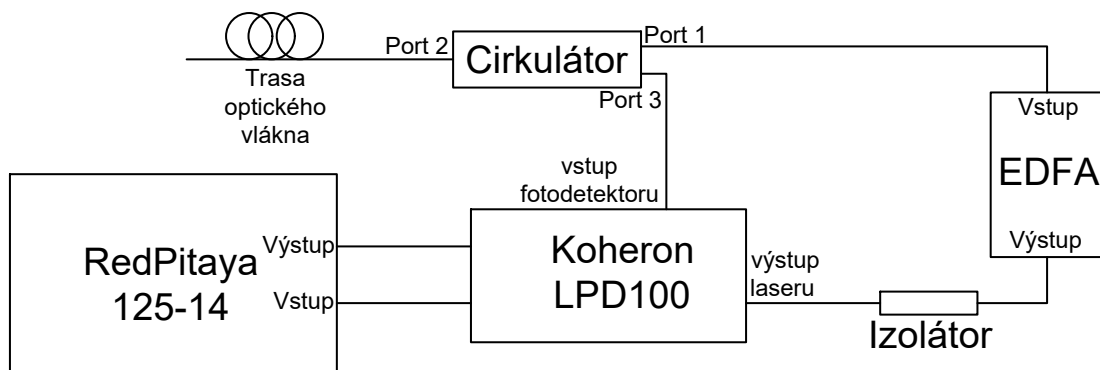 Port 2
Cirkulátor
Port 1
Port 3
Trasa
optického
vlákna
Vstup
EDFA
Výstup
vstup
fotodetektoru
RedPitaya
125-14
Výstup
Vstup
Koheron
LPD100
výstup
laseru
Izolátor